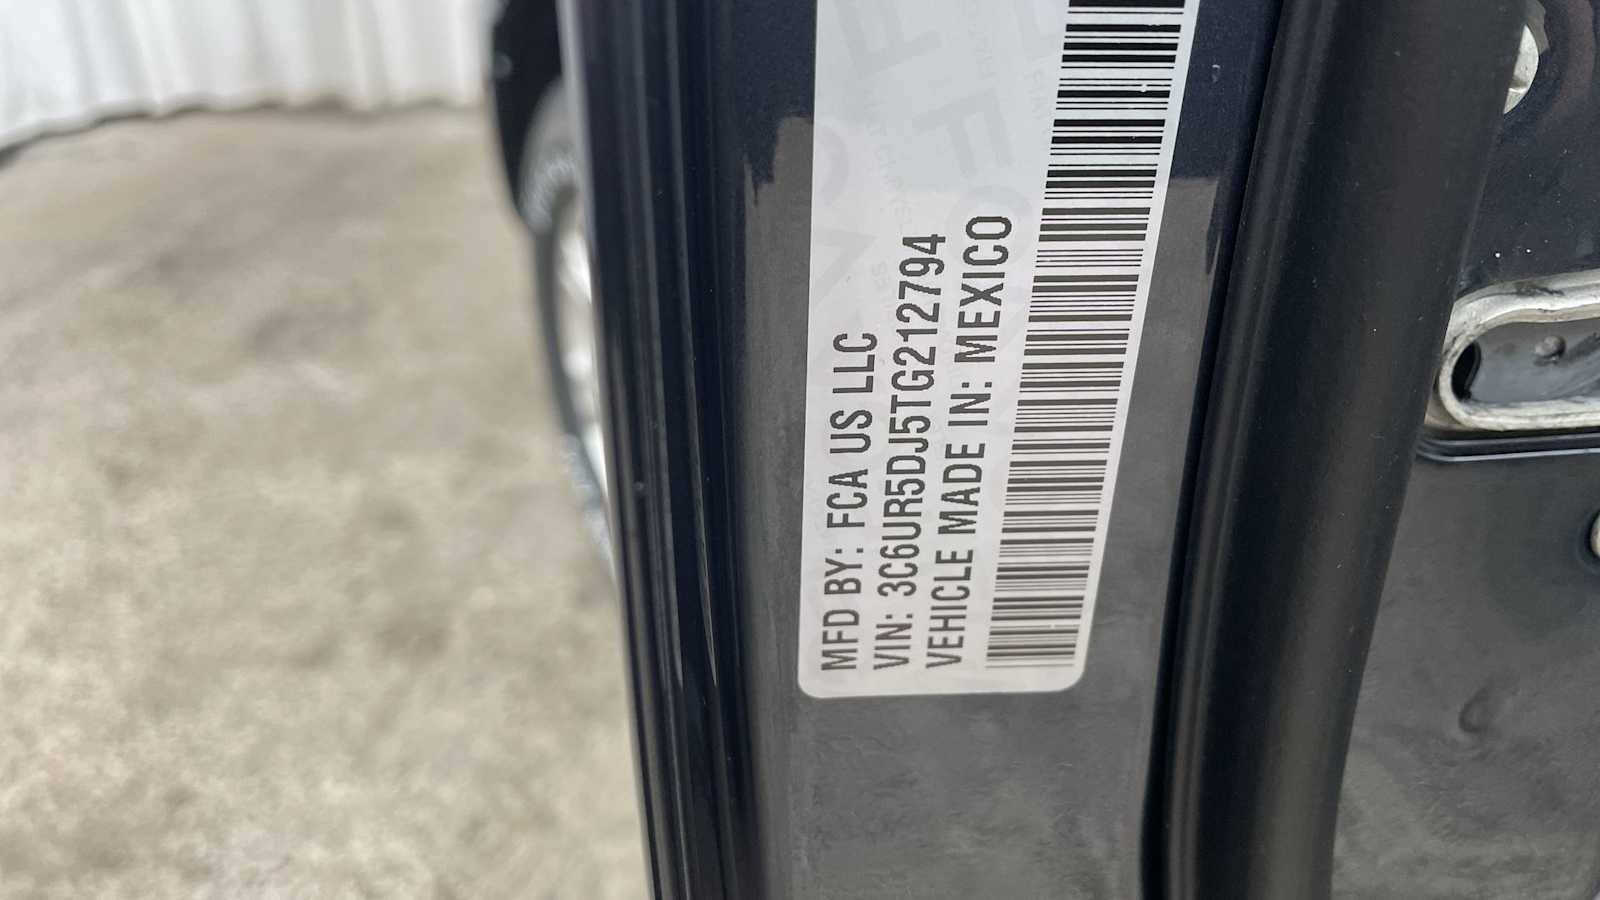 MFD BY: FCA US LLC
VIN: 3C6UR5DJ5TG212794
VEHICLE MADE IN: MEXICO